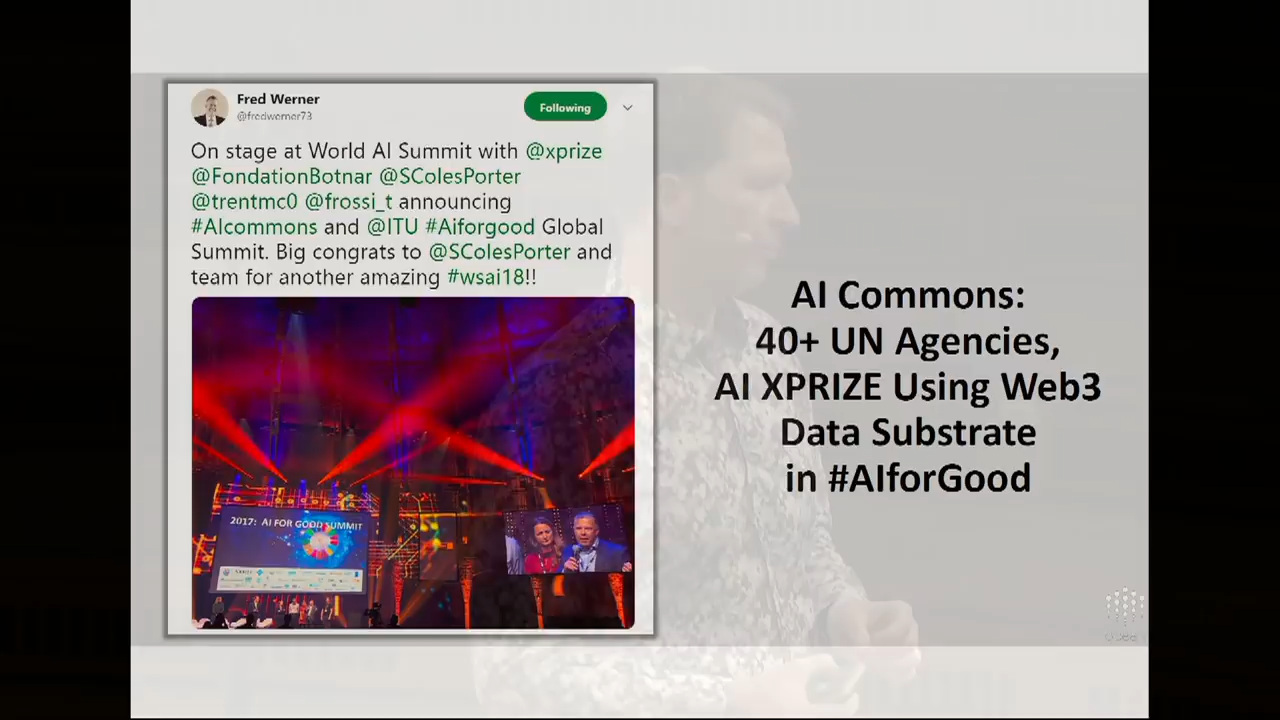 Fred Werner
@fredwerner73
Following
On stage at World AI Summit with @xprize
@FondationBotnar @SColesPorter
@trentmc0 @frossi_t announcing
#AIcommons and @ITU #Aiforgood Global
Summit. Big congrats to @SColesPorter and
team for another amazing #wsai18!!
2017: AI FOR GOOD SUMMIT
AI Commons:
40+ UN Agencies,
AI XPRIZE Using Web3
Data Substrate
in #AIforGood